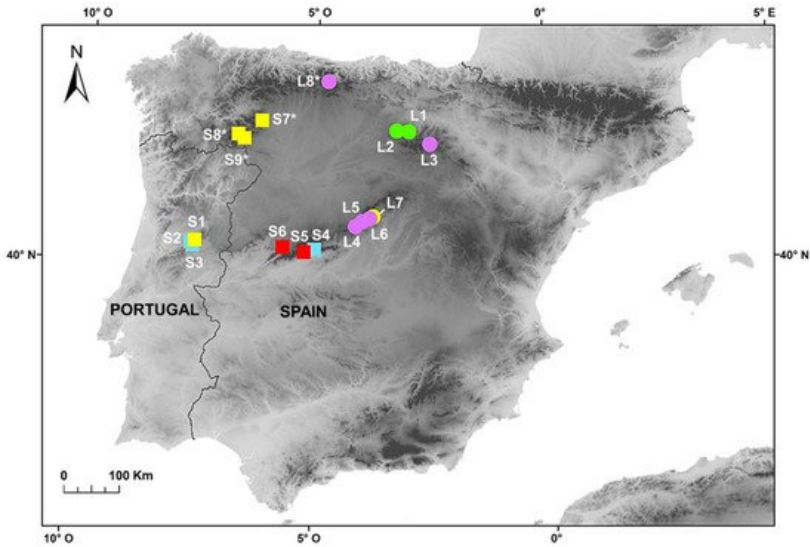 10° O
5° O
0°
5° E
N
L8*
S7*
S8*
S9*
L1
L2
L3
L7
L5
L6
L4
S1
S2
S3
S6
S5
S4
40° N
40° N
PORTUGAL
SPAIN
0
100 Km
10° O
5° O
0°